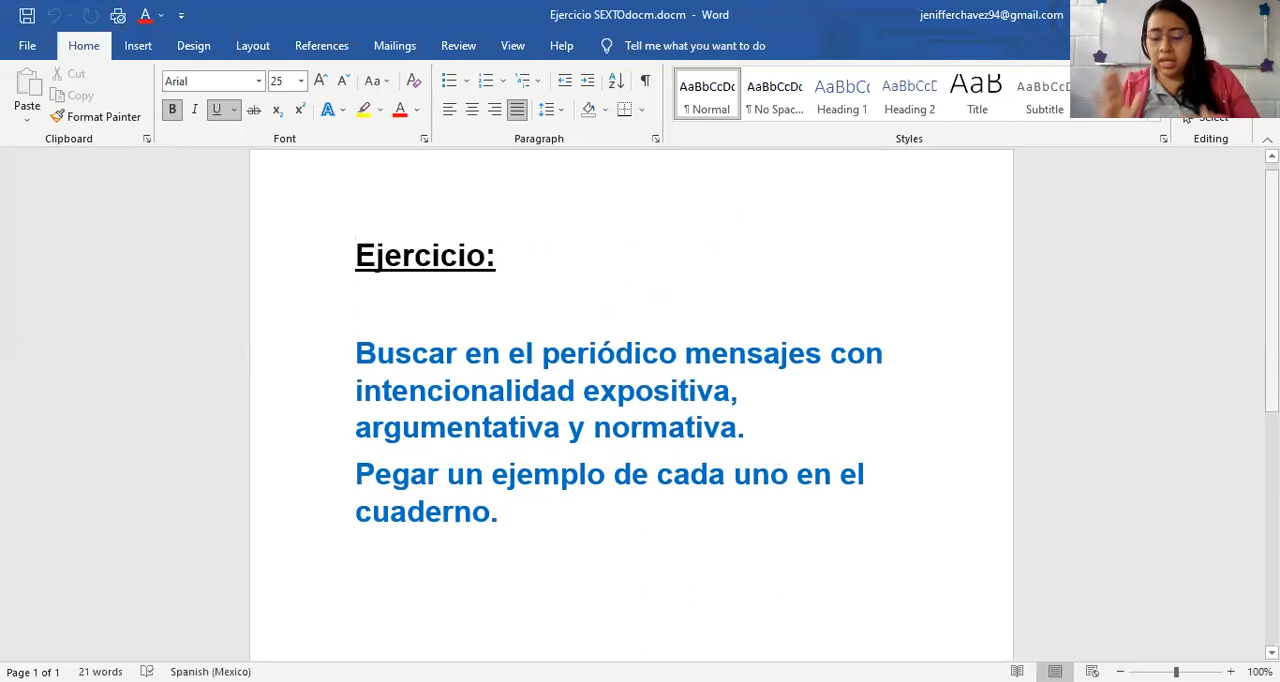 Ejercicio SEXTOdocm.docm - Word
jenifferchavez94@gmail.com
File Home Insert Design Layout References Mailings Review View Help Tell me what you want to do
Paste
Cut
Copy
Format Painter
Clipboard
Arial 25
Font
Paragraph
AaBbCcDc AaBbCcDc AaBbCc AaBbCcD AaB AaBbCcD
¶ Normal ¶ No Spac... Heading 1 Heading 2 Title Subtitle
Styles
Select
Editing
Ejercicio:
Buscar en el periódico mensajes con
intencionalidad expositiva,
argumentativa y normativa.
Pegar un ejemplo de cada uno en el
cuaderno.
Page 1 of 1 21 words Spanish (Mexico) 100%